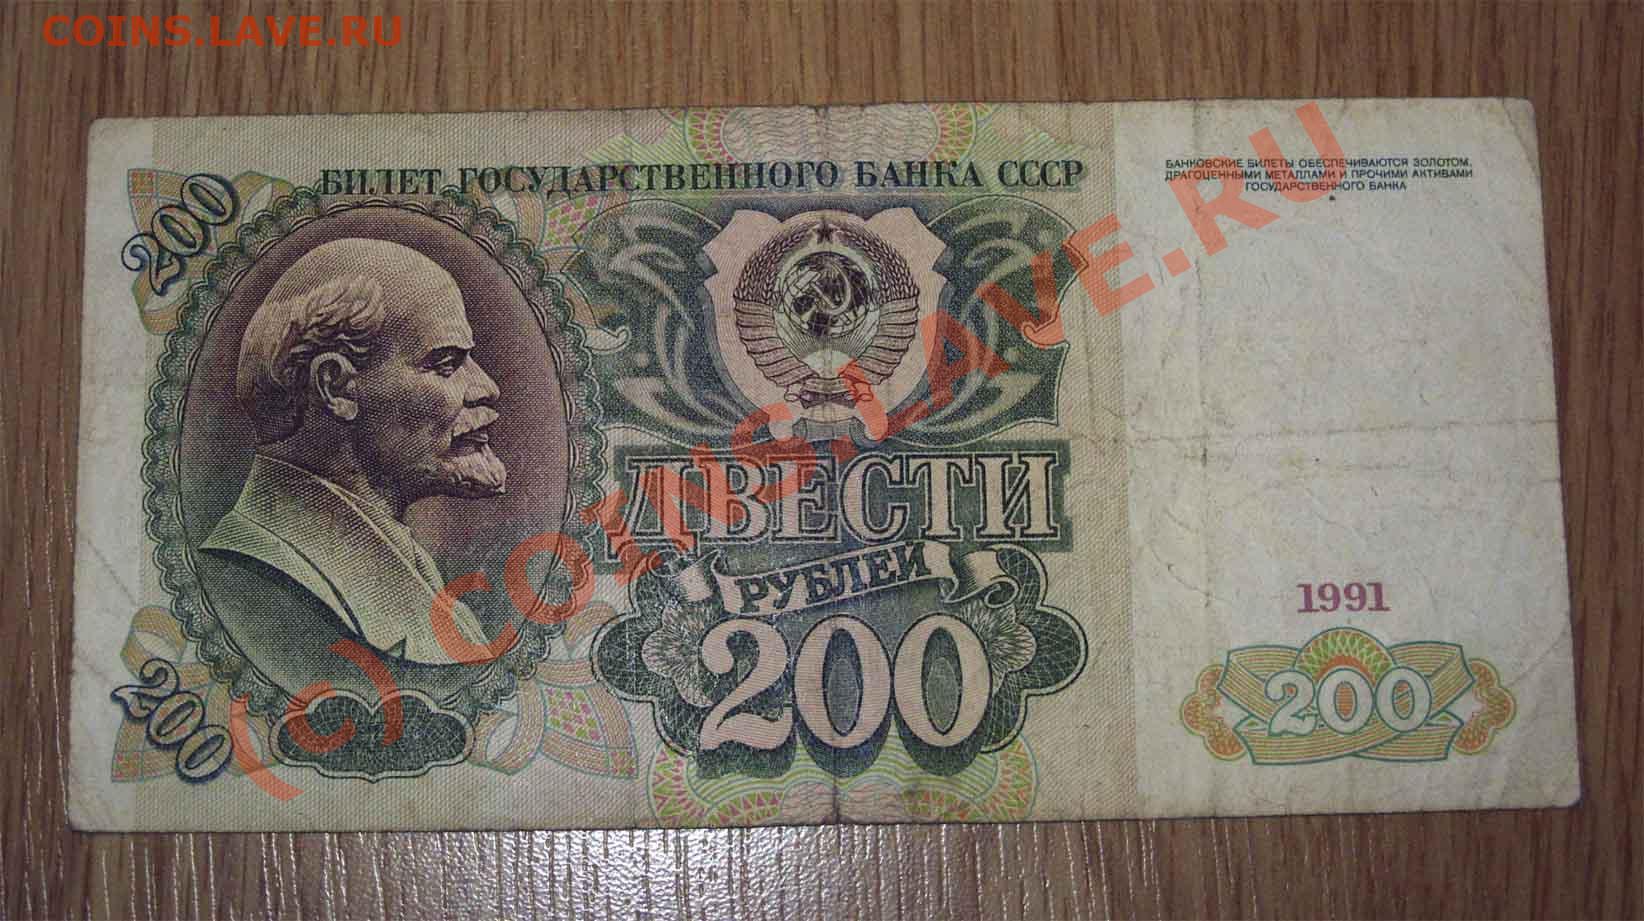 COINS.LAVE.RU
БИЛЕТ ГОСУДАРСТВЕННОГО БАНКА СССР
БАНКОВСКИЕ БИЛЕТЫ ОБЕСПЕЧИВАЮТСЯ ЗОЛОТОМ,
ДРАГОЦЕННЫМИ МЕТАЛЛАМИ И ПРОЧИМИ АКТИВАМИ
ГОСУДАРСТВЕННОГО БАНКА
200
ДВЕСТИ
РУБЛЕЙ
200
1991
200
200
(c) COINS.LAVE.RU